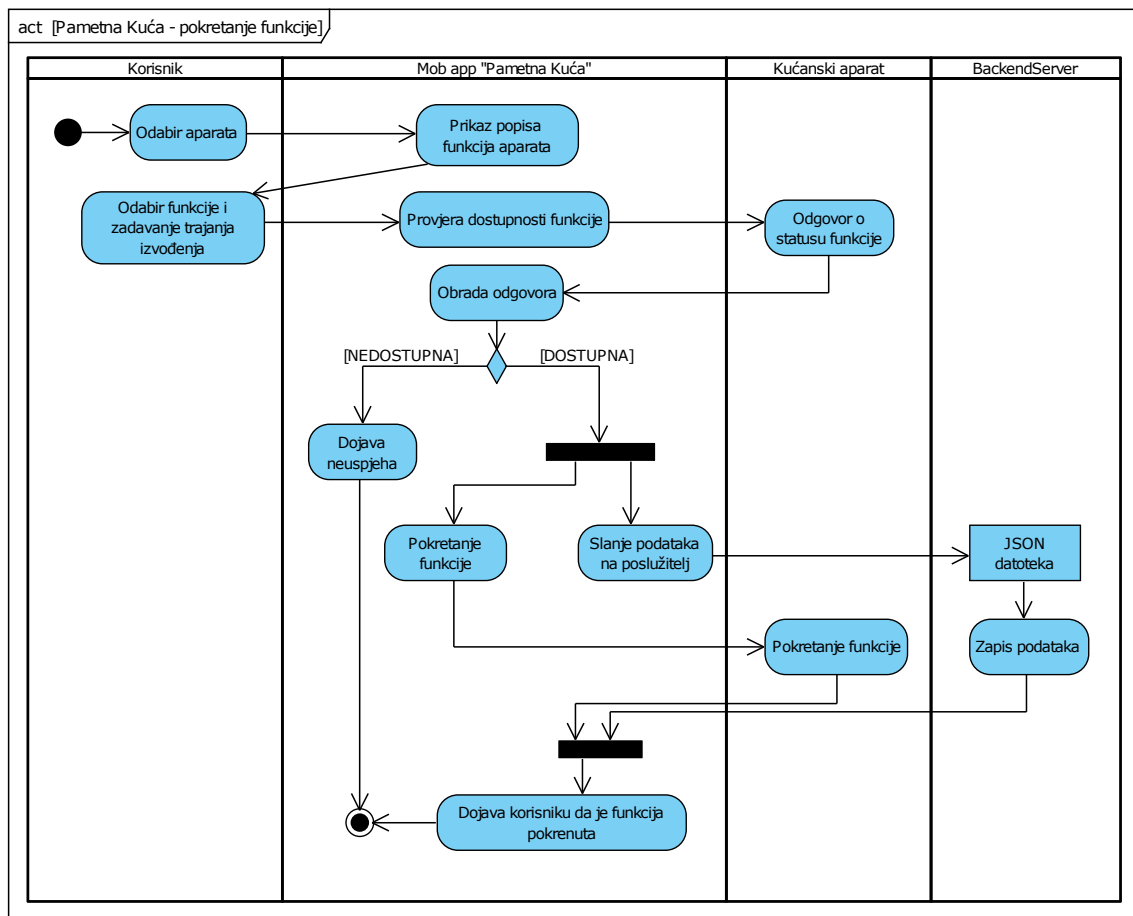 act [Pametna Kuća - pokretanje funkcije]
Korisnik
Mob app "Pametna Kuća"
Kućanski aparat
BackendServer
Odabir aparata
Prikaz popisa
funkcija aparata
Odabir funkcije i
zadavanje trajanja
izvođenja
Provjera dostupnosti funkcije
Odgovor o
statusu funkcije
Obrada odgovora
[NEDOSTUPNA]
[DOSTUPNA]
Dojava
neuspjeha
Pokretanje
funkcije
Slanje podataka
na poslužitelj
JSON
datoteka
Pokretanje funkcije
Zapis podataka
Dojava korisniku da je funkcija
pokrenuta